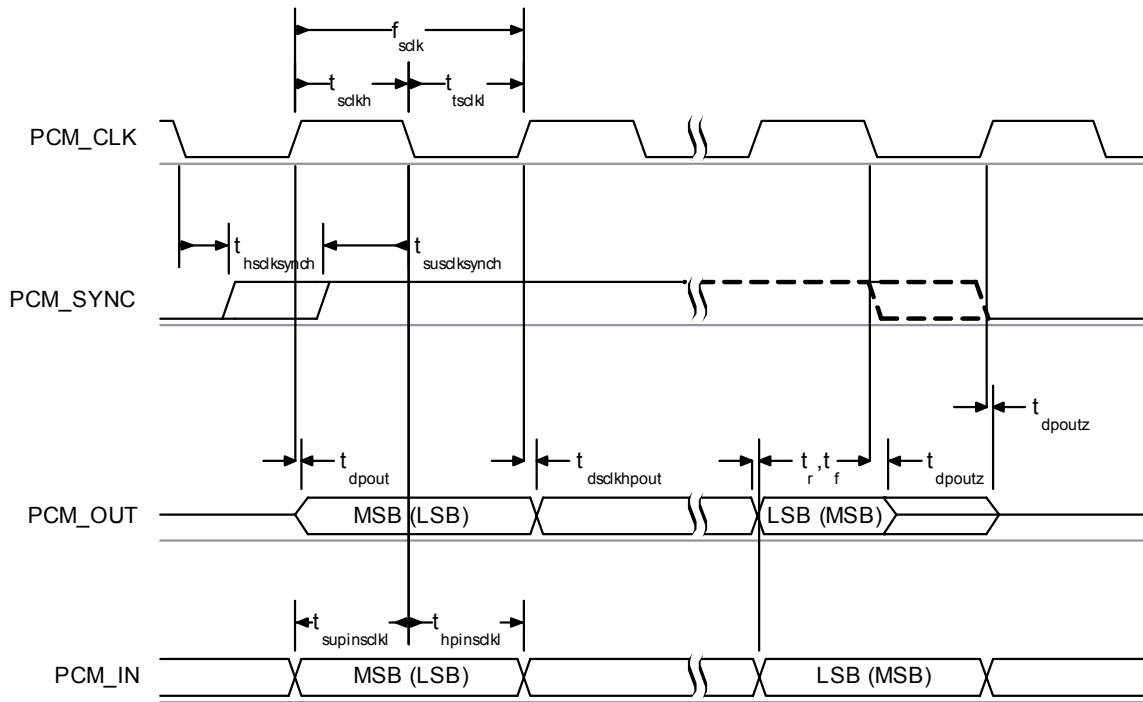 f sclk
t sclkh
t tsclkl
PCM_CLK
t hsclksynch
t susclksynch
PCM_SYNC
t dpoutz
t dpout
t dsclkhpout
t r ,t f
t dpoutz
PCM_OUT
MSB (LSB)
LSB (MSB)
t supinsclkl
t hpinsclkl
PCM_IN
MSB (LSB)
LSB (MSB)